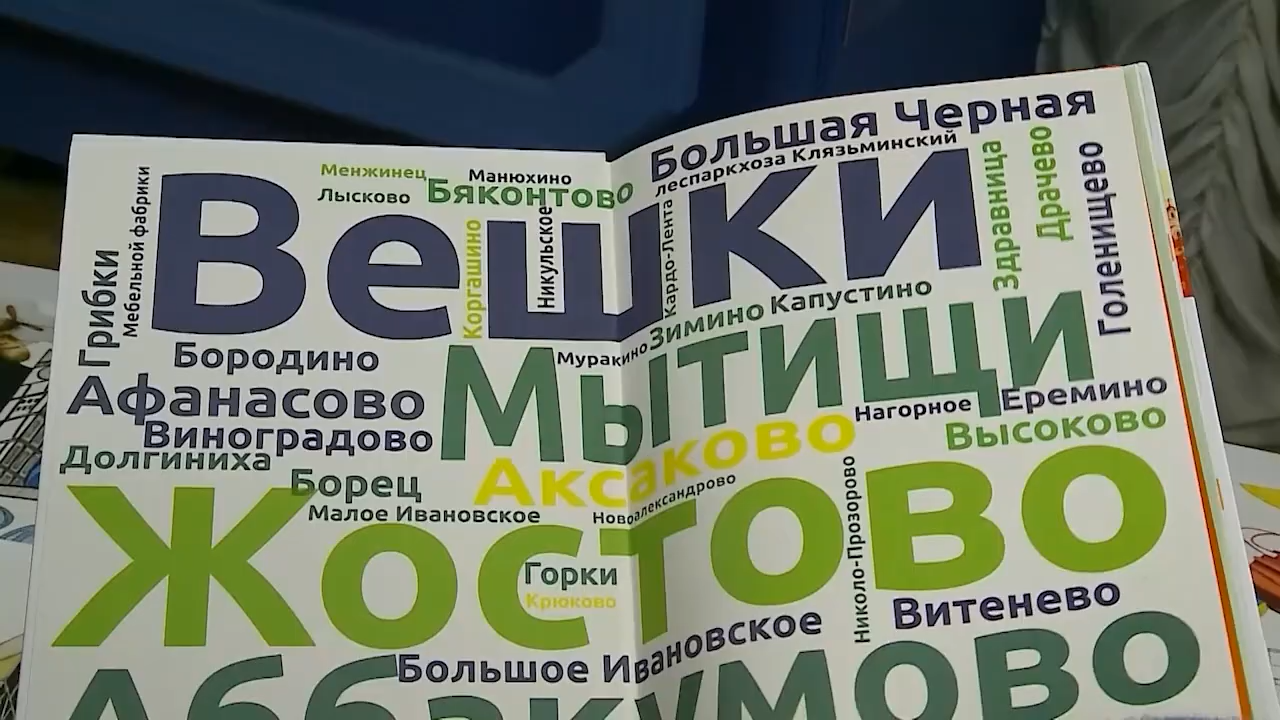 Большая Черная
леспаркхоза Клязьминский
Менжинец
Манюхино
Лысково
Бяконтово
Вешки
Грибки
Мебельной фабрики
Коргашино
Никульское
Кардо-Лента
Здравница
Драчево
Голенищево
Зимино
Капустино
Муракино
Бородино
Мытищи
Афанасово
Нагорное
Еремино
Виноградово
Высоково
Долгиниха
Аксаково
Борец
Малое Ивановское
Новоалександрово
Жостово
Николо-Прозорово
Горки
Крюково
Витенево
Большое Ивановское
Аббакумово